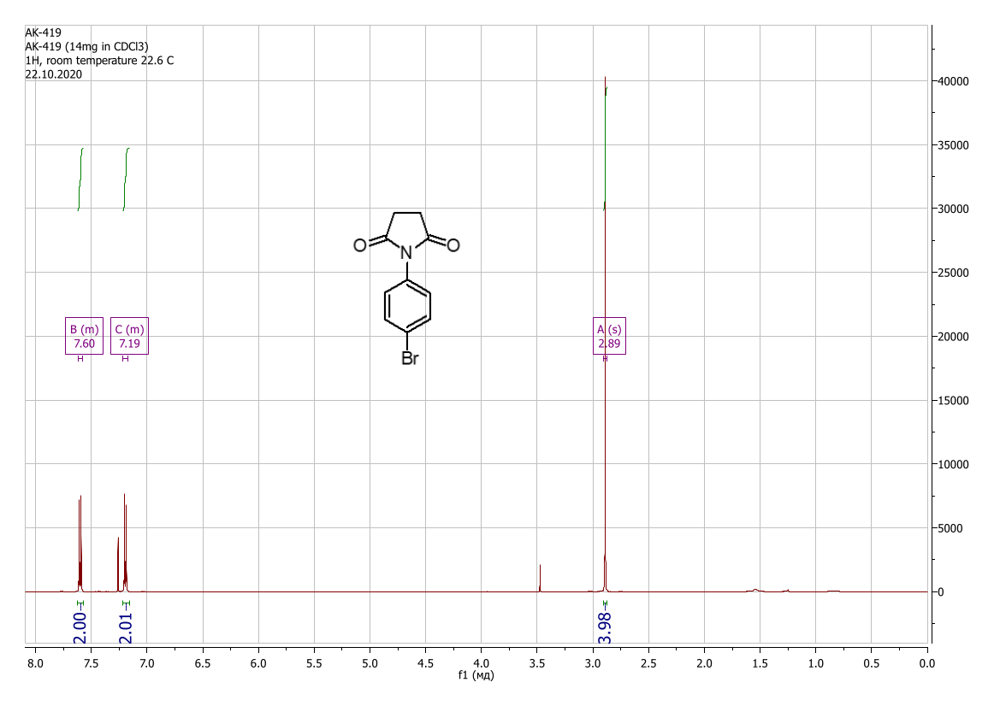 AK-419
AK-419 (14mg in CDCl3)
1H, room temperature 22.6 C
22.10.2020
40000
35000
30000
25000
20000
15000
10000
5000
0
O
N
O
Br
B (m)
7.60
C (m)
7.19
A (s)
2.89
2.00
2.01
3.98
8.0 7.5 7.0 6.5 6.0 5.5 5.0 4.5 4.0 3.5 3.0 2.5 2.0 1.5 1.0 0.5 0.0
f1 (мд)